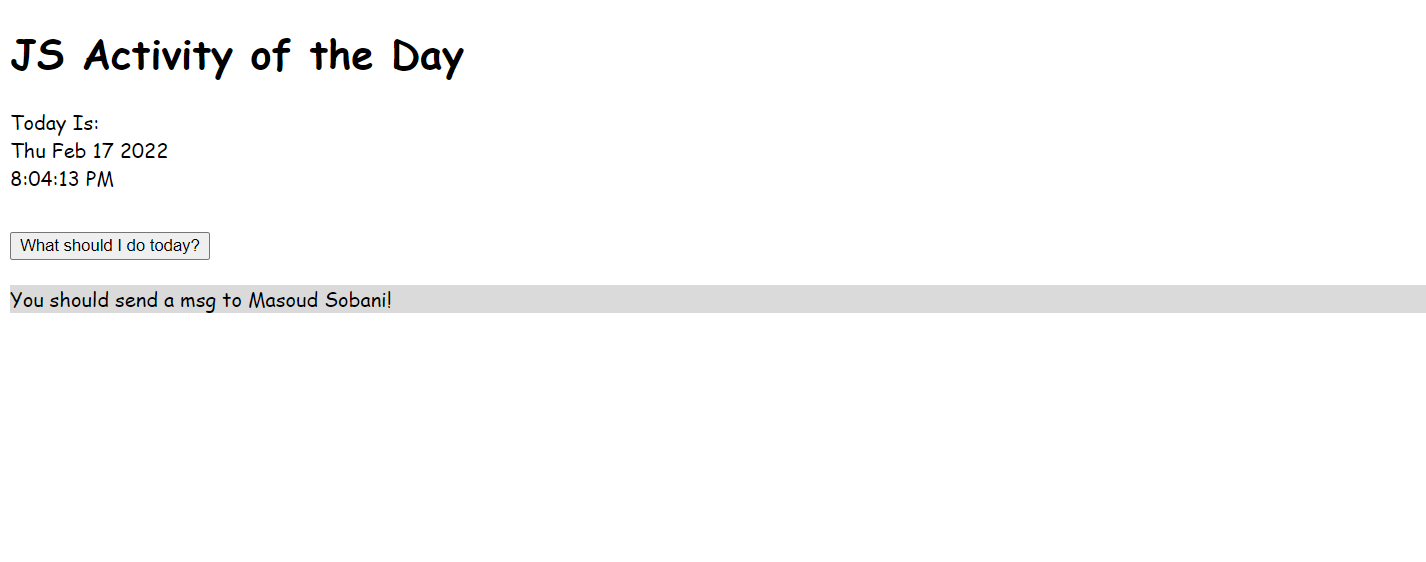 JS Activity of the Day
Today Is:
Thu Feb 17 2022
8:04:13 PM
What should I do today?
You should send a msg to Masoud Sobani!